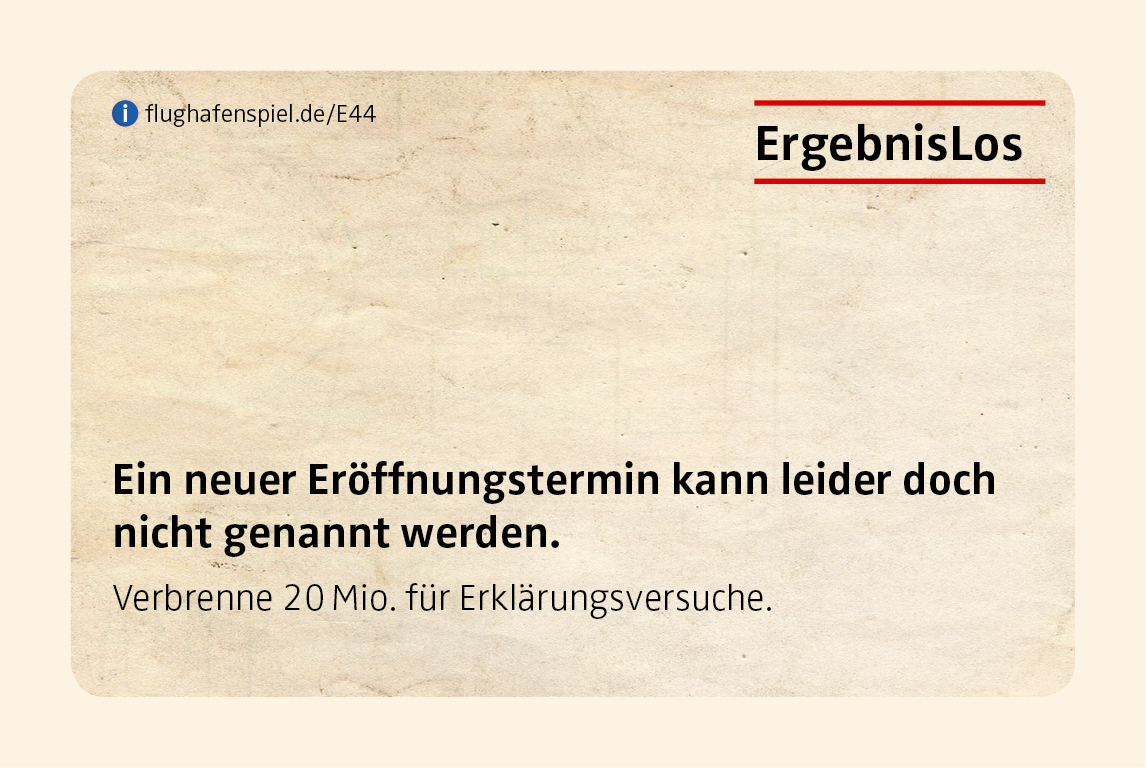 i flughafenspiel.de/E44
ErgebnisLos
Ein neuer Eröffnungstermin kann leider doch
nicht genannt werden.
Verbrenne 20 Mio. für Erklärungsversuche.